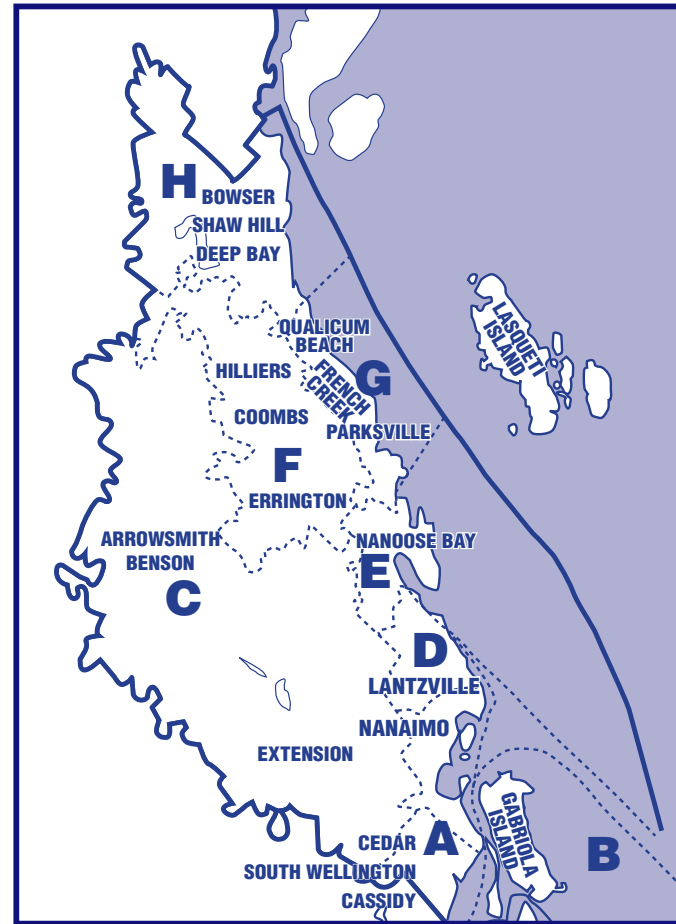 H BOWSER
SHAW HILL
DEEP BAY
QUALICUM
BEACH
LASQUETI
ISLAND
HILLIERS
FRENCH
CREEK
G
COOMBS
PARKSVILLE
F
ERRINGTON
ARROWSMITH
BENSON
NANOOSE BAY
E
C
D
LANTZVILLE
NANAIMO
EXTENSION
GABRIOLA
ISLAND
CEDAR A
B
SOUTH WELLINGTON
CASSIDY